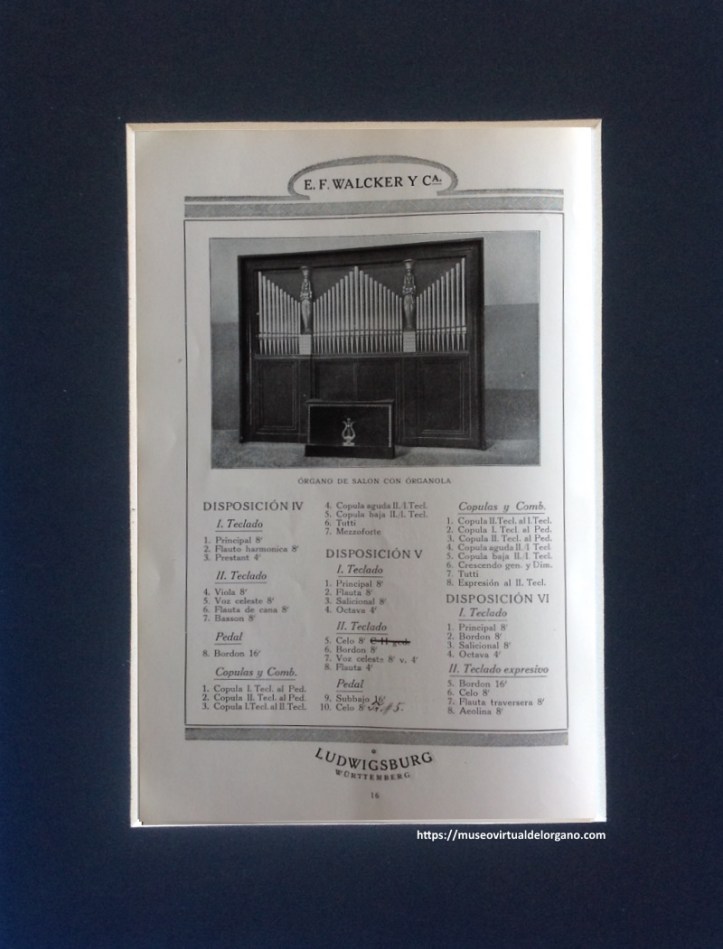 E. F. WALCKER Y CA.
ÓRGANO DE SALON CON ÓRGANOLA
DISPOSICIÓN IV
I. Teclado
1. Principal 8'
2. Flauto harmonica 8'
3. Prestant 4'
II. Teclado
4. Viola 8'
5. Voz celeste 8'
6. Flauta de cana 8'
7. Basson 8'
Pedal
8. Bordon 16'
Copulas y Comb.
1. Copula I. Tecl. al Ped.
2. Copula II. Tecl. al Ped.
3. Copula I.Tecl. al II.Tecl.
4. Copula aguda II./I Tecl.
5. Copula baja II./I. Tecl.
6. Tutti
7. Mezzoforte
DISPOSICIÓN V
I. Teclado
1. Principal 8'
2. Flauta 8'
3. Salicional 8'
4. Octava 4'
II. Teclado
5. Celo 8'
6. Bordon 8'
7. Voz celeste 8' v. 4'
8. Flauta 4'
Pedal
9. Subbajo 16'
10. Celo 8'
Copulas y Comb.
1. Copula II.Tecl. al I.Tecl.
2. Copula I. Tecl. al Ped.
3. Copula II. Tecl. al Ped.
4. Copula aguda II./I Tecl
5. Copula baja II./I. Tecl.
6. Crescendo gen. y Dim.
7. Tutti
8. Expresión al II. Tecl.
DISPOSICIÓN VI
I. Teclado
1. Principal 8'
2. Bordon 8'
3. Salicional 8'
4. Octava 4'
II. Teclado expresivo
5. Bordon 16'
6. Celo 8'
7. Flauta traversera 8'
8. Aeolina 8'
LUDWIGSBURG
WÜRTTEMBERG
16
https://museovirtualdelorgano.com